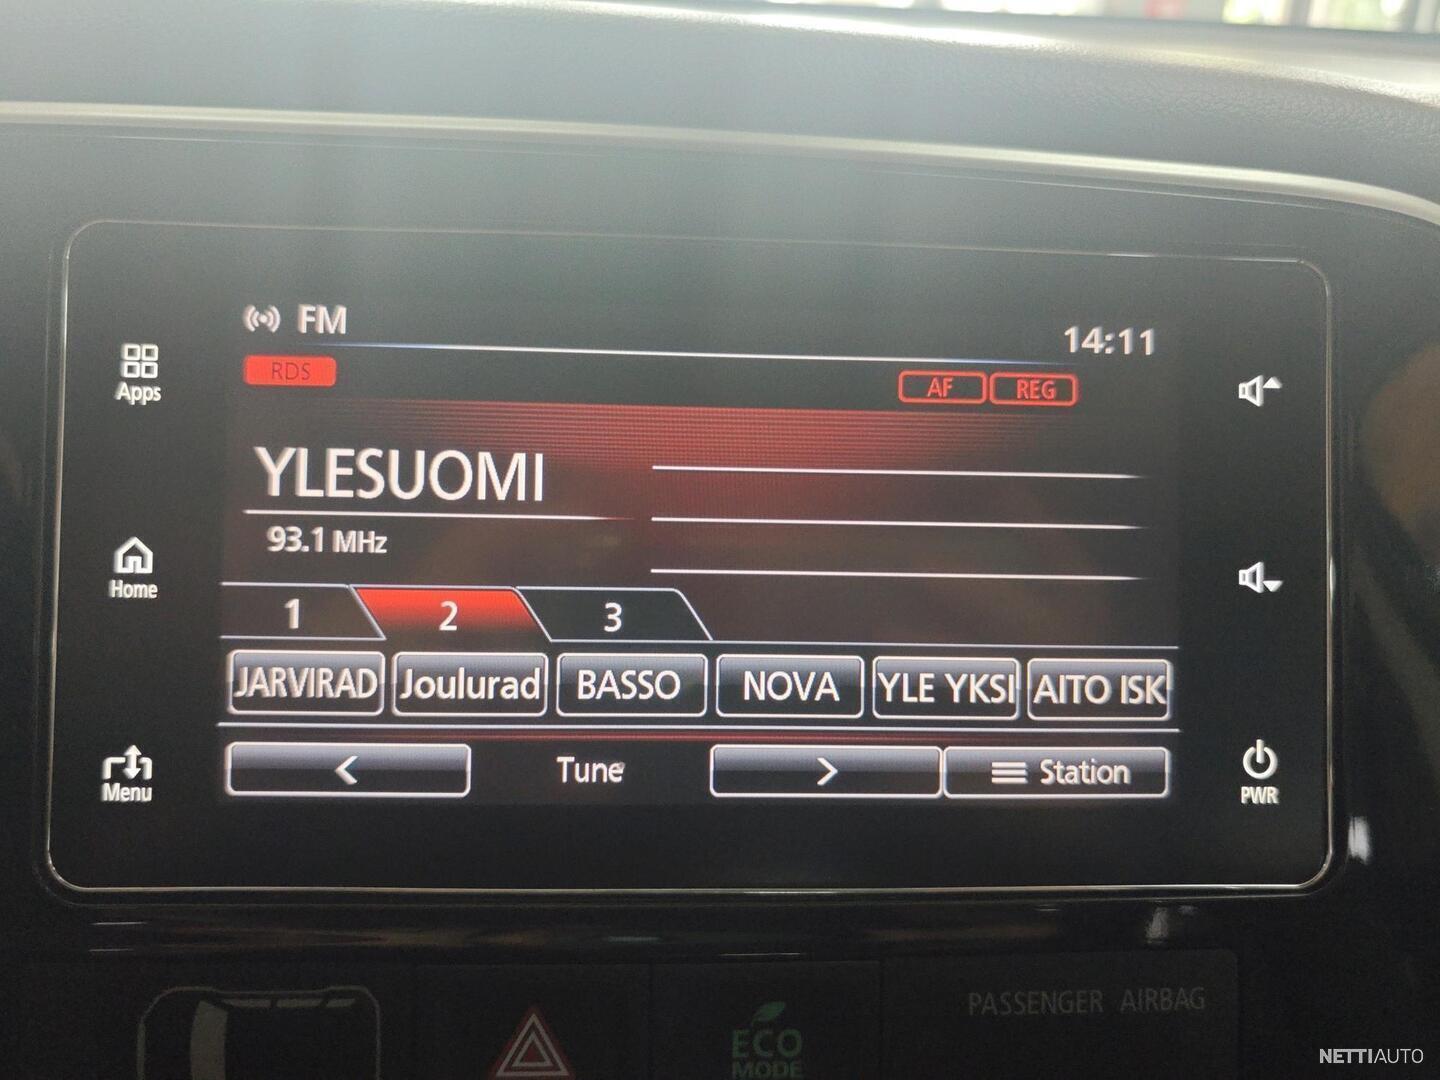 FM
14:11
RDS
AF REG
Apps
YLESUOMI
93.1 MHz
Home
1 2 3
JARVIRAD Joulurad BASSO NOVA YLE YKSI AITO ISK
< Tune > Station
Menu
PWR
PASSENGER AIRBAG
ECO
MODE
NETTIAUTO